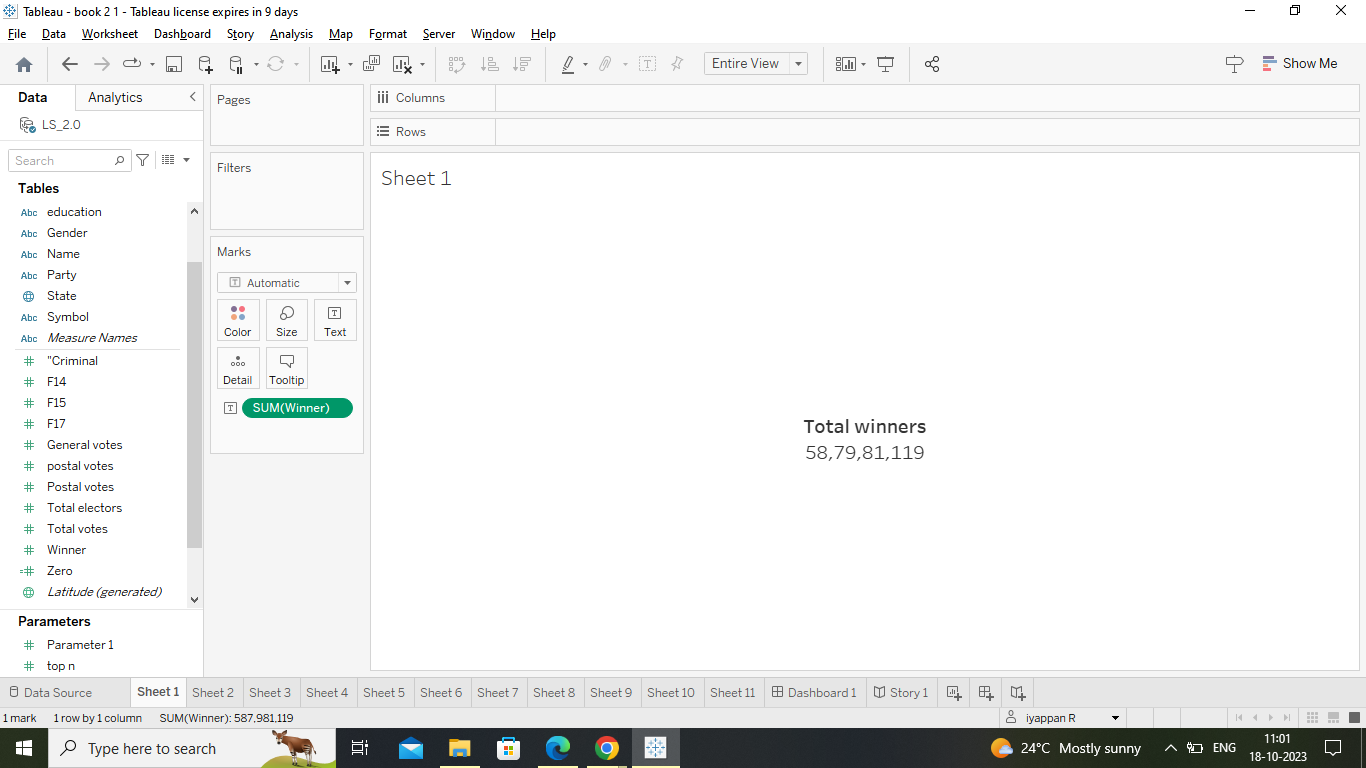 Tableau - book 2 1 - Tableau license expires in 9 days
File Data Worksheet Dashboard Story Analysis Map Format Server Window Help
Entire View
Show Me
Data Analytics
LS_2.0
Search
Tables
Abc education
Abc Gender
Abc Name
Abc Party
State
Abc Symbol
Abc Measure Names
# "Criminal
# F14
# F15
# F17
# General votes
# postal votes
# Postal votes
# Total electors
# Total votes
# Winner
=# Zero
Latitude (generated)
Parameters
# Parameter 1
# top n
Pages
Filters
Marks
T Automatic
Color Size T Text
Detail Tooltip
T SUM(Winner)
Columns
Rows
Sheet 1
Total winners
58,79,81,119
Data Source Sheet 1 Sheet 2 Sheet 3 Sheet 4 Sheet 5 Sheet 6 Sheet 7 Sheet 8 Sheet 9 Sheet 10 Sheet 11 Dashboard 1 Story 1
1 mark 1 row by 1 column SUM(Winner): 587,981,119 iyappan R
Type here to search 24°C Mostly sunny ENG 11:01
18-10-2023